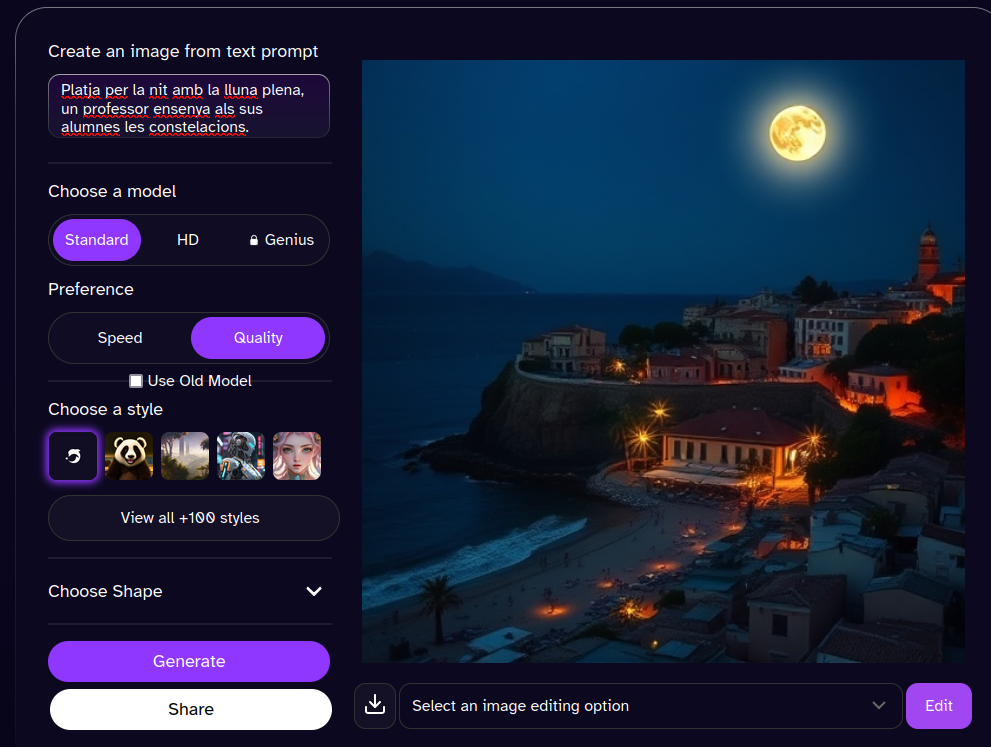 Create an image from text prompt
Platja per la nit amb la lluna plena,
un professor ensenya als sus
alumnes les constelacions.
Choose a model
Standard
HD
Genius
Preference
Speed
Quality
Use Old Model
Choose a style
View all +100 styles
Choose Shape
Generate
Share
Select an image editing option
Edit